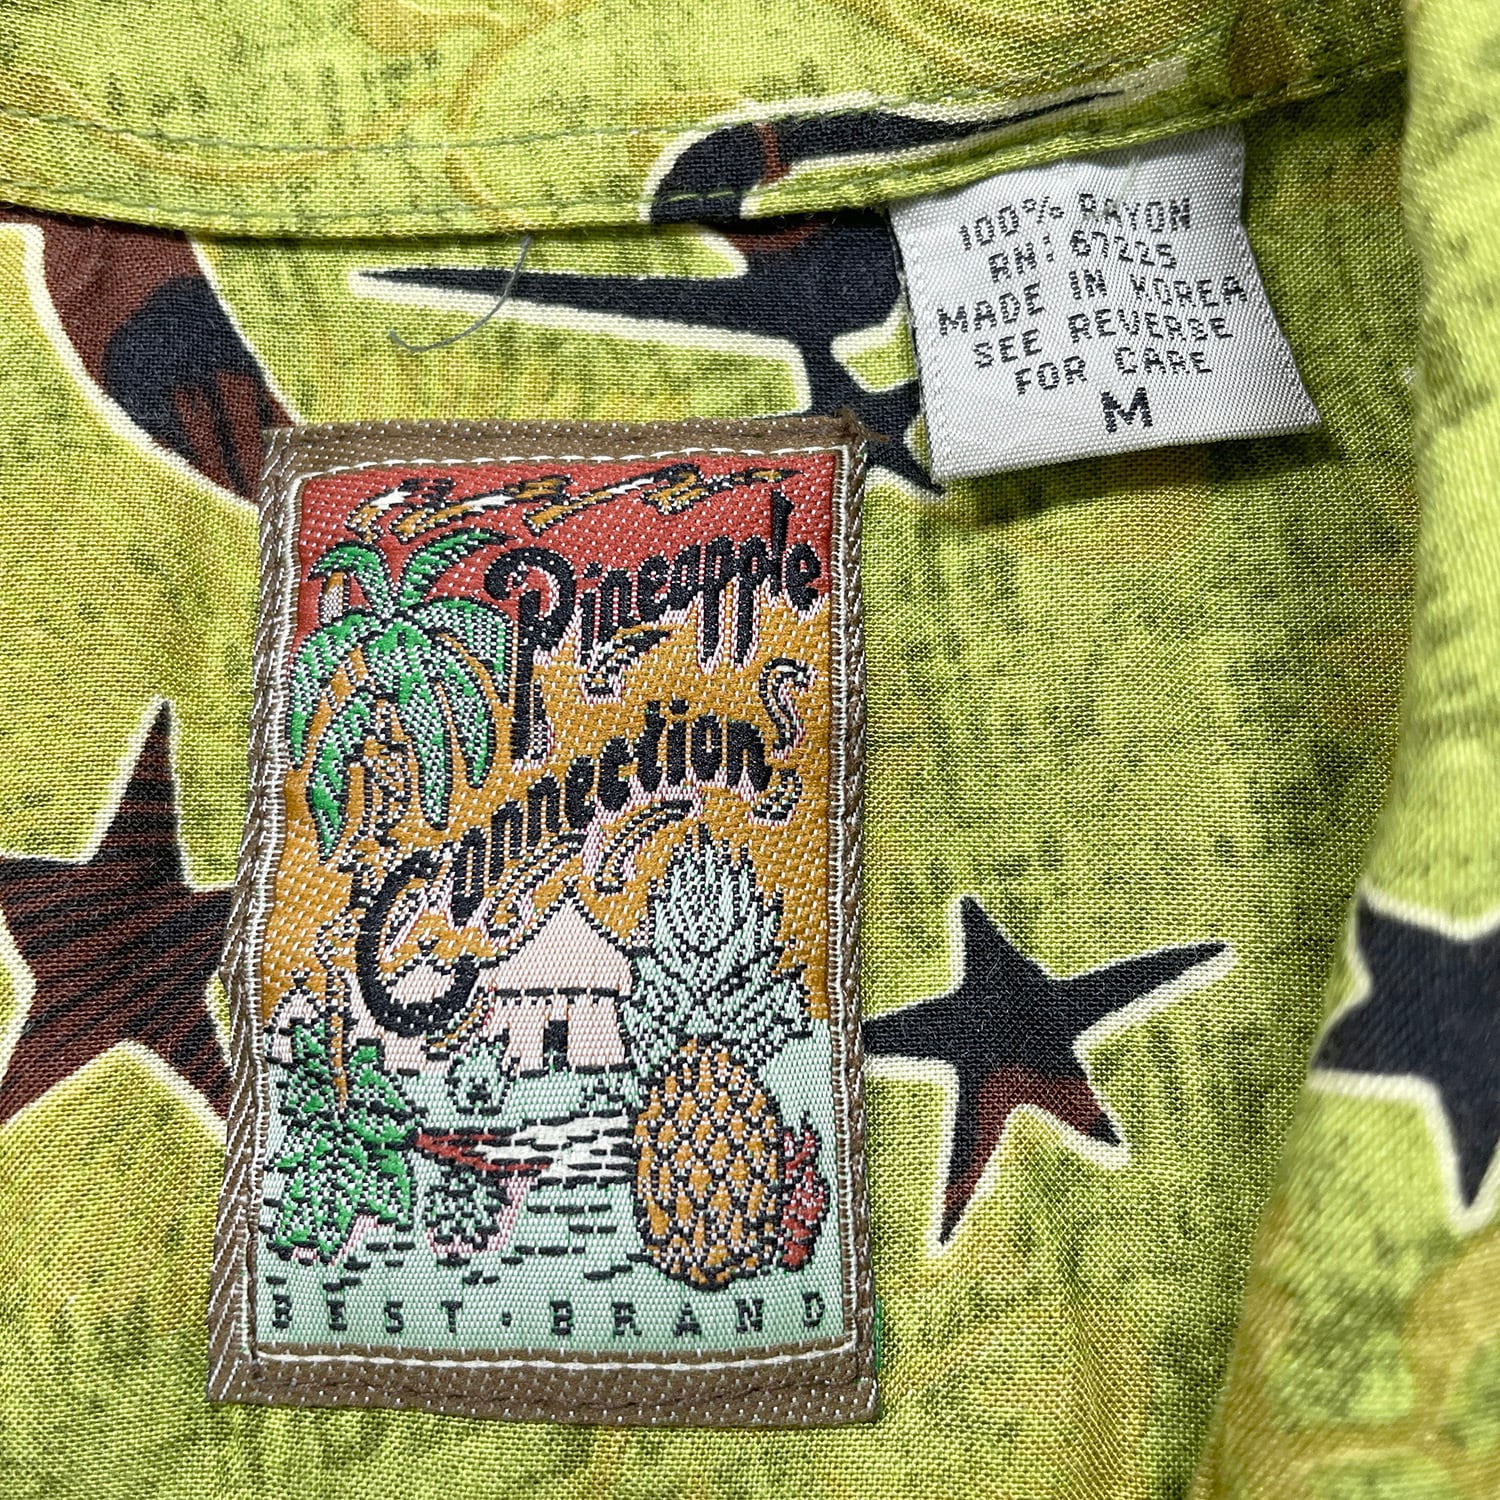 100% RAYON
RN: 67225
MADE IN KOREA
SEE REVERSE
FOR CARE
M
Pineapple
Connections
BEST · BRAND